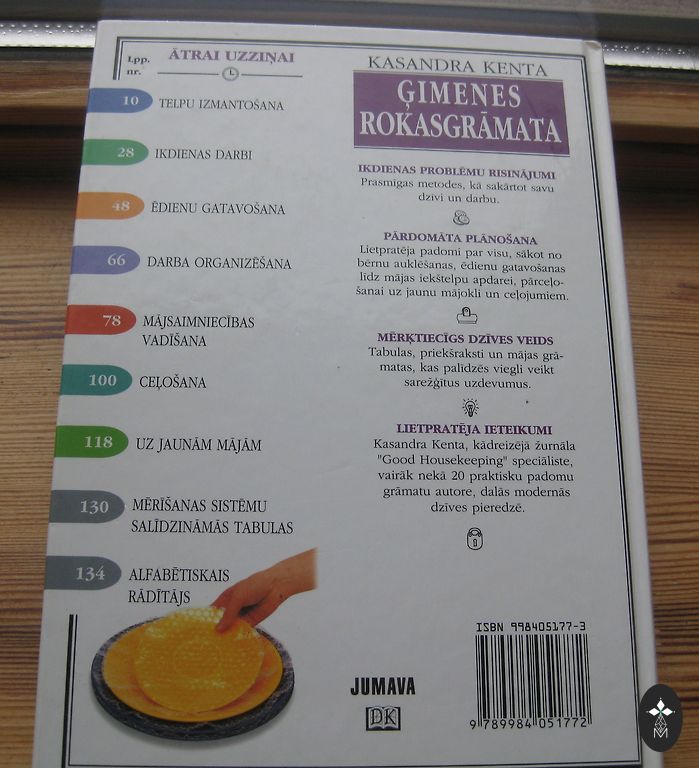 Lpp.
nr.
ĀTRAI UZZIŅAI
10 TELPU IZMANTOŠANA
28 IKDIENAS DARBI
48 ĒDIENU GATAVOŠANA
66 DARBA ORGANIZĒŠANA
78 MĀJSAIMNIECĪBAS
VADĪŠANA
100 CEĻOŠANA
118 UZ JAUNĀM MĀJĀM
130 MĒRĪŠANAS SISTĒMU
SALĪDZINĀMĀS TABULAS
134 ALFABĒTISKAIS
RĀDĪTĀJS
KASANDRA KENTA
ĢIMENES
ROKASGRĀMATA
IKDIENAS PROBLĒMU RISINĀJUMI
Prasmīgas metodes, kā sakārtot savu
dzīvi un darbu.
PĀRDOMĀTA PLĀNOŠANA
Lietpratēja padomi par visu, sākot no
bērnu auklēšanas, ēdienu gatavošanas
līdz mājas iekštelpu apdarei, pārceļo-
šanai uz jaunu mājokli un ceļojumiem.
MĒRĶTIECĪGS DZĪVES VEIDS
Tabulas, priekšraksti un mājas grā-
matas, kas palīdzēs viegli veikt
sarežģītus uzdevumus.
LIETPRATĒJA IETEIKUMI
Kasandra Kenta, kādreizējā žurnāla
"Good Housekeeping" speciāliste,
vairāk nekā 20 praktisku padomu
grāmatu autore, dalās modernās
dzīves pieredzē.
ISBN 998405177-3
9 789984 051772
JUMAVA
DK
M